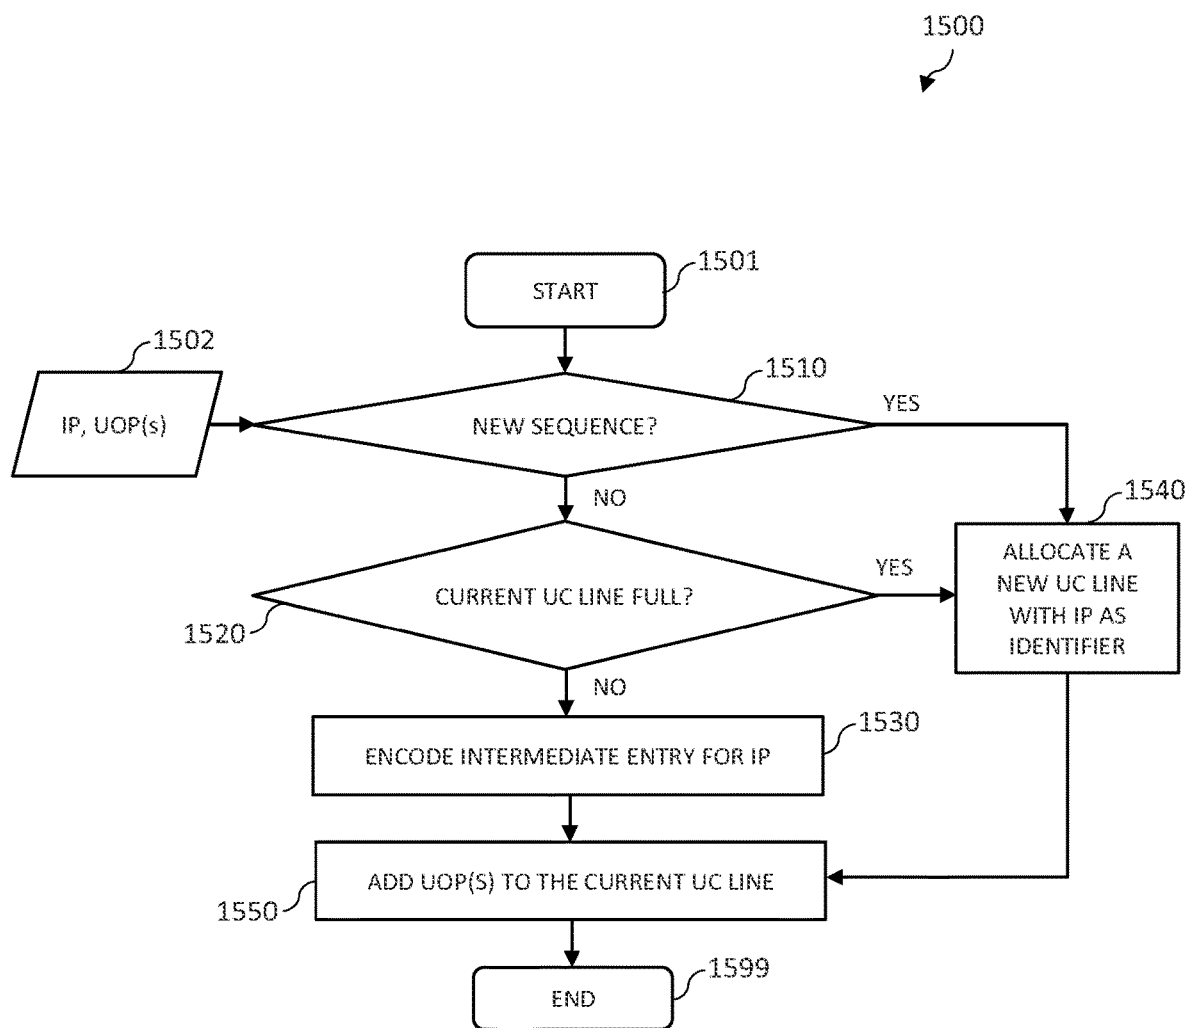 1500
START
1501
1502
IP, UOP(s)
NEW SEQUENCE?
1510
YES
NO
CURRENT UC LINE FULL?
1520
YES
1540
ALLOCATE A
NEW UC LINE
WITH IP AS
IDENTIFIER
NO
ENCODE INTERMEDIATE ENTRY FOR IP
1530
ADD UOP(S) TO THE CURRENT UC LINE
1550
END
1599